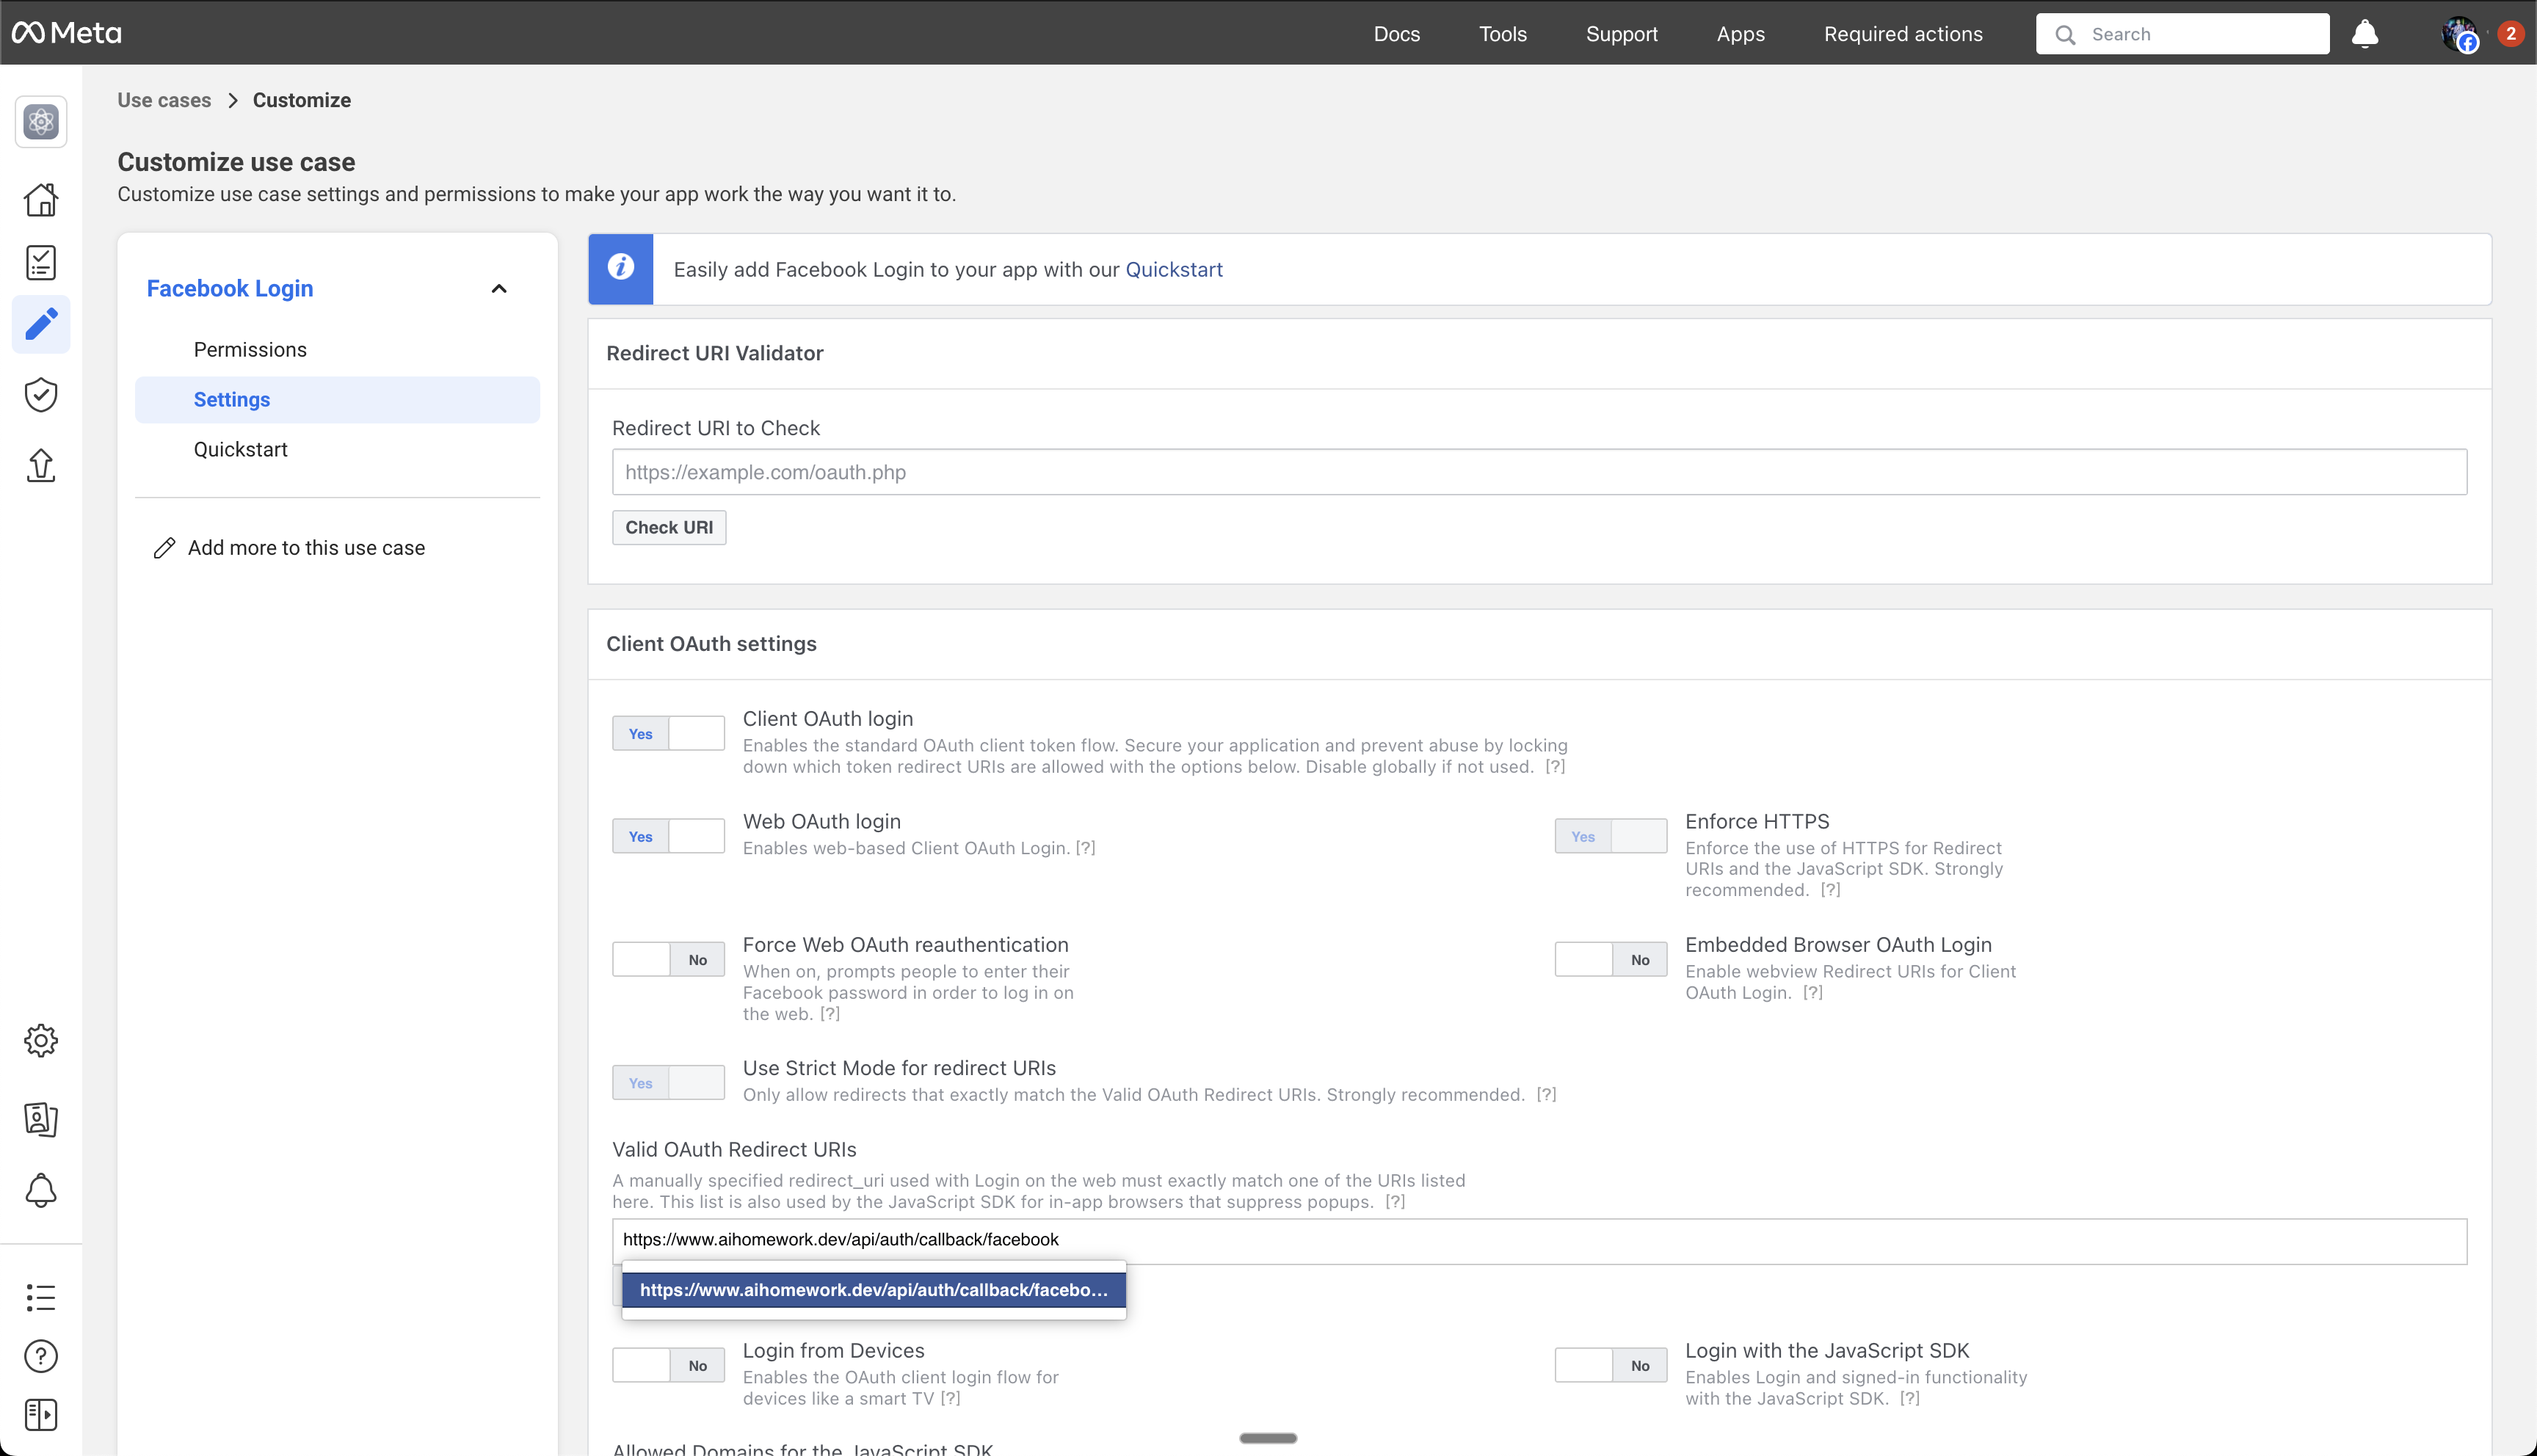 Meta
Docs
Tools
Support
Apps
Required actions
Search
2
Use cases
Customize
Customize use case
Customize use case settings and permissions to make your app work the way you want it to.
Facebook Login
Permissions
Settings
Quickstart
Add more to this use case
Easily add Facebook Login to your app with our Quickstart
Redirect URI Validator
Redirect URI to Check
https://example.com/oauth.php
Check URI
Client OAuth settings
Yes
Client OAuth login
Enables the standard OAuth client token flow. Secure your application and prevent abuse by locking
down which token redirect URIs are allowed with the options below. Disable globally if not used. [?]
Yes
Web OAuth login
Enables web-based Client OAuth Login. [?]
Yes
Enforce HTTPS
Enforce the use of HTTPS for Redirect
URIs and the JavaScript SDK. Strongly
recommended. [?]
No
Force Web OAuth reauthentication
When on, prompts people to enter their
Facebook password in order to log in on
the web. [?]
No
Embedded Browser OAuth Login
Enable webview Redirect URIs for Client
OAuth Login. [?]
Yes
Use Strict Mode for redirect URIs
Only allow redirects that exactly match the Valid OAuth Redirect URIs. Strongly recommended. [?]
Valid OAuth Redirect URIs
A manually specified redirect_uri used with Login on the web must exactly match one of the URIs listed
here. This list is also used by the JavaScript SDK for in-app browsers that suppress popups. [?]
https://www.aihomework.dev/api/auth/callback/facebook
https://www.aihomework.dev/api/auth/callback/facebo...
No
Login from Devices
Enables the OAuth client login flow for
devices like a smart TV [?]
No
Login with the JavaScript SDK
Enables Login and signed-in functionality
with the JavaScript SDK. [?]
Allowed Domains for the JavaScript SDK